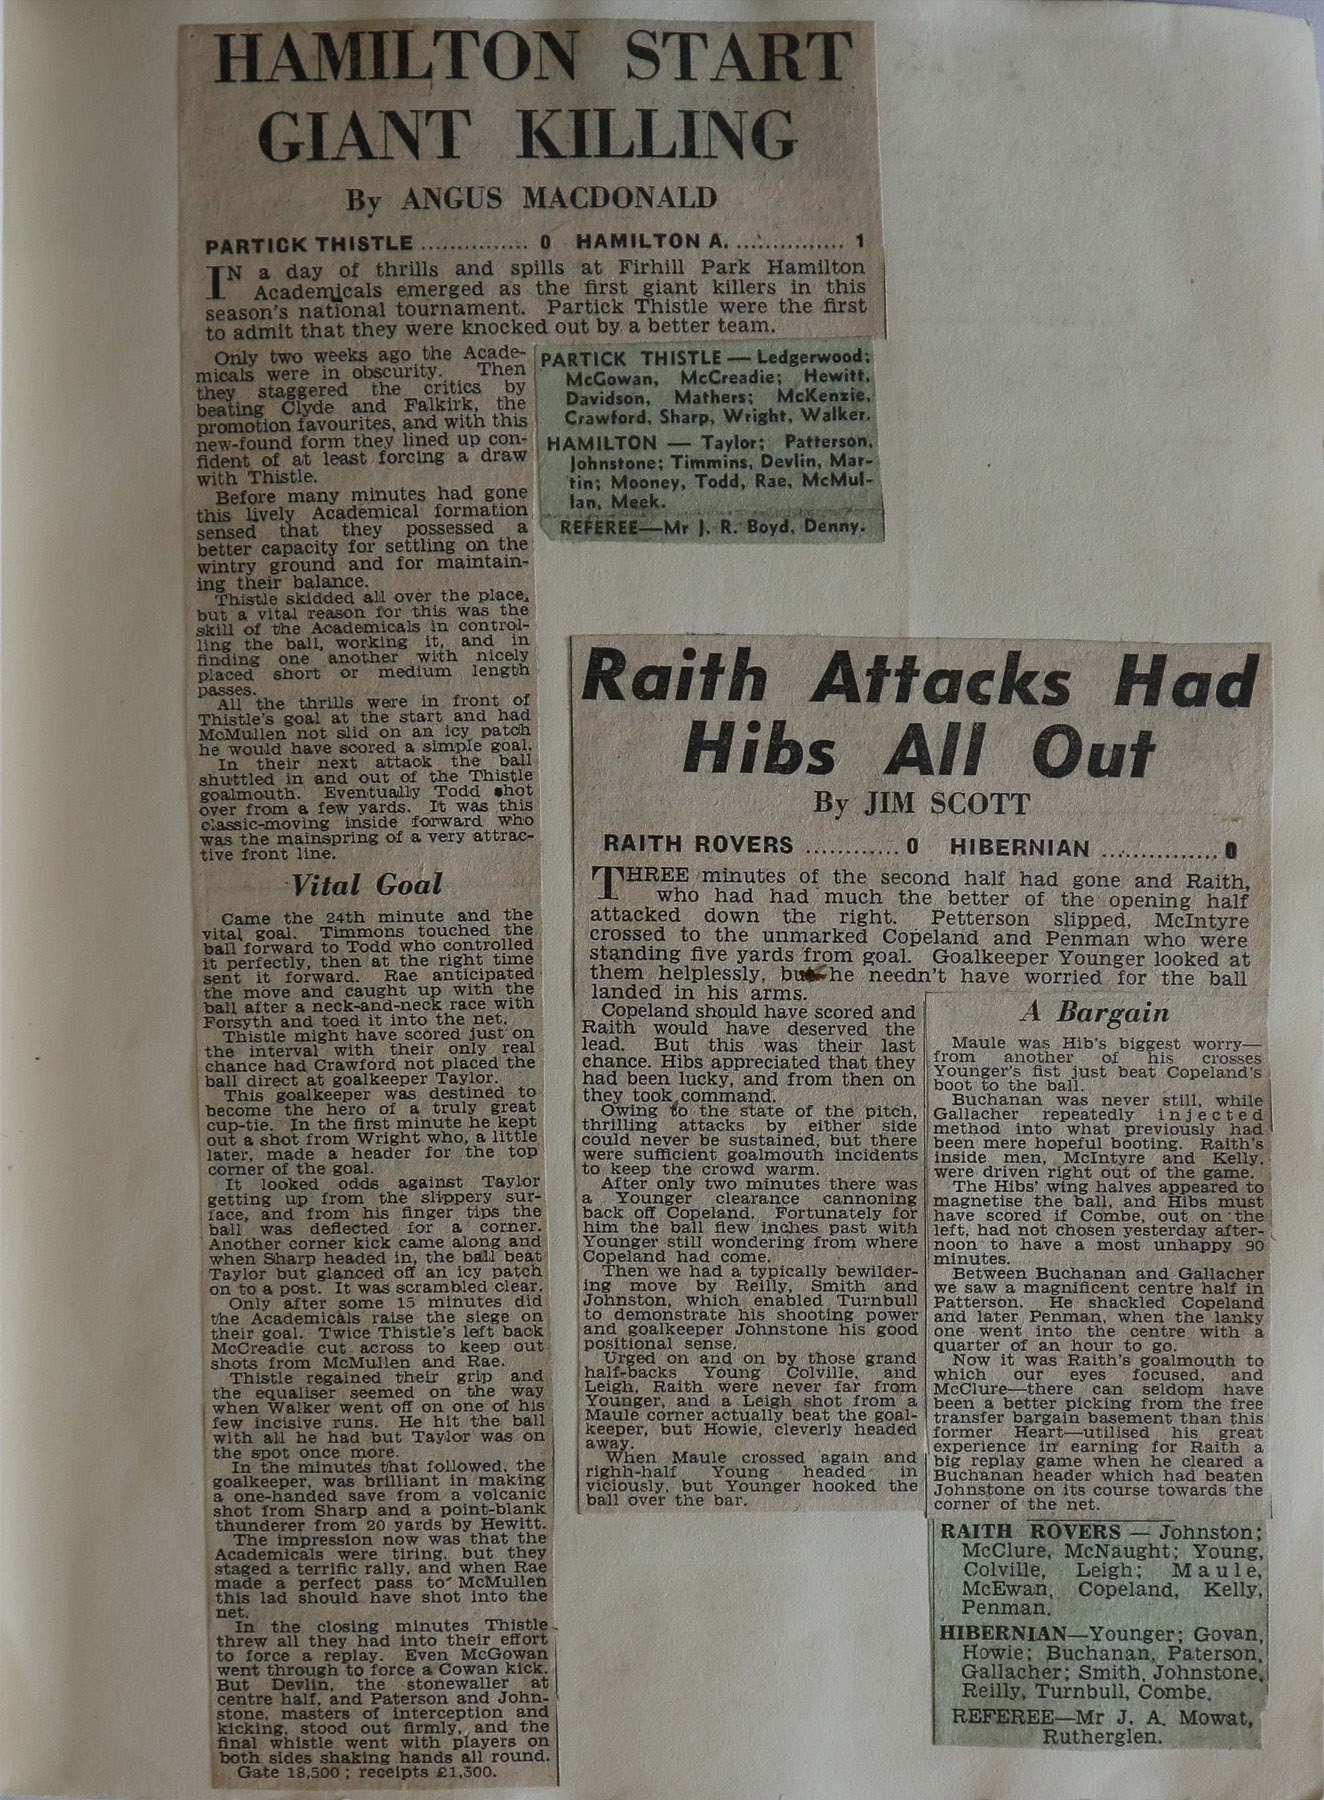 HAMILTON START
GIANT KILLING
By ANGUS MACDONALD
PARTICK THISTLE ............... 0 HAMILTON A. ............... 1
IN a day of thrills and spills at Firhill Park Hamilton
Academicals emerged as the first giant killers in this
season's national tournament. Partick Thistle were the first
to admit that they were knocked out by a better team.
Only two weeks ago the Acade-
micals were in obscurity. Then
they staggered the critics by
beating Clyde and Falkirk, the
promotion favourites, and with this
new-found form they lined up con-
fident of at least forcing a draw
with Thistle.
Before many minutes had gone
this lively Academical formation
sensed that they possessed a
better capacity for settling on the
wintry ground and for maintain-
ing their balance.
Thistle skidded all over the place,
but a vital reason for this was the
skill of the Academicals in control-
ling the ball, working it, and in
finding one another with nicely
placed short or medium length
passes.
All the thrills were in front of
Thistle's goal at the start and had
McMullen not slid on an icy patch
he would have scored a simple goal.
In their next attack the ball
shuttled in and out of the Thistle
goalmouth. Eventually Todd shot
over from a few yards. It was this
classic-moving inside forward who
was the mainspring of a very attrac-
tive front line.
Vital Goal
Came the 24th minute and the
vital goal. Timmons touched the
ball forward to Todd who controlled
it perfectly, then at the right time
sent it forward. Rae anticipated
the move and caught up with the
ball after a neck-and-neck race with
Forsyth and toed it into the net.
Thistle might have scored just on
the interval with their only real
chance had Crawford not placed the
ball direct at goalkeeper Taylor.
This goalkeeper was destined to
become the hero of a truly great
cup-tie. In the first minute he kept
out a shot from Wright who, a little
later, made a header for the top
corner of the goal.
It looked odds against Taylor
getting up from the slippery sur-
face, and from his finger tips the
ball was deflected for a corner.
Another corner kick came along and
when Sharp headed in, the ball beat
Taylor but glanced off an icy patch
on to a post. It was scrambled clear.
Only after some 15 minutes did
the Academicals raise the siege on
their goal. Twice Thistle's left back
McCreadie cut across to keep out
shots from McMullen and Rae.
Thistle regained their grip and
the equaliser seemed on the way
when Walker went off on one of his
few incisive runs. He hit the ball
with all he had but Taylor was on
the spot once more.
In the minutes that followed, the
goalkeeper, was brilliant in making
a one-handed save from a volcanic
shot from Sharp and a point-blank
thunderer from 20 yards by Hewitt.
The impression now was that the
Academicals were tiring, but they
staged a terrific rally, and when Rae
made a perfect pass to McMullen
this lad should have shot into the
net.
In the closing minutes Thistle
threw all they had into their effort
to force a replay. Even McGowan
went through to force a Cowan kick.
But Devlin, the stonewaller at
centre half, and Paterson and John-
stone, masters of interception and
kicking, stood out firmly, and the
final whistle went with players on
both sides shaking hands all round.
Gate 18,500; receipts £1,300.
PARTICK THISTLE — Ledgerwood;
McGowan, McCreadie; Hewitt,
Davidson, Mathers; McKenzie,
Crawford, Sharp, Wright, Walker.
HAMILTON — Taylor; Patterson,
Johnstone; Timmins, Devlin, Mar-
tin; Mooney, Todd, Rae, McMul-
lan, Meek.
REFEREE—Mr J. R. Boyd, Denny.
Raith Attacks Had
Hibs All Out
By JIM SCOTT
RAITH ROVERS ............ 0 HIBERNIAN ............... 0
THREE minutes of the second half had gone and Raith,
who had had much the better of the opening half
attacked down the right. Petterson slipped, McIntyre
crossed to the unmarked Copeland and Penman who were
standing five yards from goal. Goalkeeper Younger looked at
them helplessly, but he needn't have worried for the ball
landed in his arms.
Copeland should have scored and
Raith would have deserved the
lead. But this was their last
chance. Hibs appreciated that they
had been lucky, and from then on
they took command.
Owing to the state of the pitch,
thrilling attacks by either side
could never be sustained, but there
were sufficient goalmouth incidents
to keep the crowd warm.
After only two minutes there was
a Younger clearance cannoning
back off Copeland. Fortunately for
him the ball flew inches past with
Younger still wondering from where
Copeland had come.
Then we had a typically bewilder-
ing move by Reilly, Smith and
Johnston, which enabled Turnbull
to demonstrate his shooting power
and goalkeeper Johnstone his good
positional sense.
Urged on and on by those grand
half-backs Young Colville, and
Leigh, Raith were never far from
Younger, and a Leigh shot from a
Maule corner actually beat the goal-
keeper, but Howie, cleverly headed
away.
When Maule crossed again and
righh-half Young headed in
viciously, but Younger hooked the
ball over the bar.
A Bargain
Maule was Hib's biggest worry—
from another of his crosses
Younger's fist just beat Copeland's
boot to the ball.
Buchanan was never still, while
Gallacher repeatedly injected
method into what previously had
been mere hopeful booting. Raith's
inside men, McIntyre and Kelly,
were driven right out of the game.
The Hibs' wing halves appeared to
magnetise the ball, and Hibs must
have scored if Combe, out on the
left, had not chosen yesterday after-
noon to have a most unhappy 90
minutes.
Between Buchanan and Gallacher
we saw a magnificent centre half in
Patterson. He shackled Copeland
and later Penman, when the lanky
one went into the centre with a
quarter of an hour to go.
Now it was Raith's goalmouth to
which our eyes focused, and
McClure—there can seldom have
been a better picking from the free
transfer bargain basement than this
former Heart—utilised his great
experience in earning for Raith a
big replay game when he cleared a
Buchanan header which had beaten
Johnstone on its course towards the
corner of the net.
RAITH ROVERS — Johnston;
McClure, McNaught; Young,
Colville, Leigh; Maule,
McEwan, Copeland, Kelly,
Penman.
HIBERNIAN—Younger; Govan,
Howie; Buchanan, Paterson,
Gallacher; Smith, Johnstone,
Reilly, Turnbull, Combe.
REFEREE—Mr J. A. Mowat,
Rutherglen.